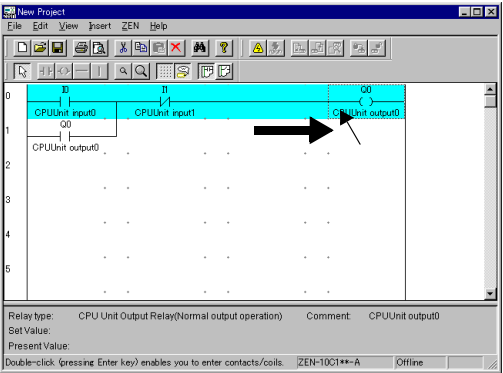 New Project
File Edit View Insert ZEN Help
0
I0 I1 Q0
CPUUnit input0 CPUUnit input1 CPUUnit output0
1
Q0
CPUUnit output0
2
3
4
5
Relay type: CPU Unit Output Relay(Normal output operation) Comment: CPUUnit output0
Set Value:
Present Value:
Double-click (pressing Enter key) enables you to enter contacts/coils. ZEN-10C1**-A Offline